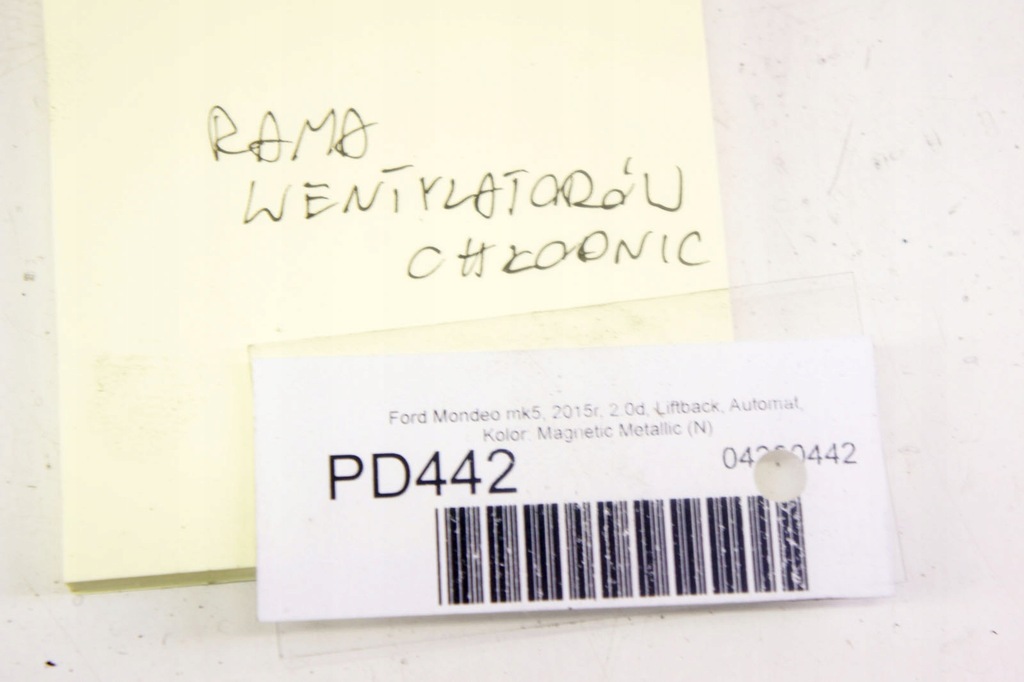 RAMA
WENTYLATORÓW
CHŁODNIC
Ford Mondeo mk5, 2015r, 2.0d, Liftback, Automat,
Kolor: Magnetic Metallic (N)
PD442